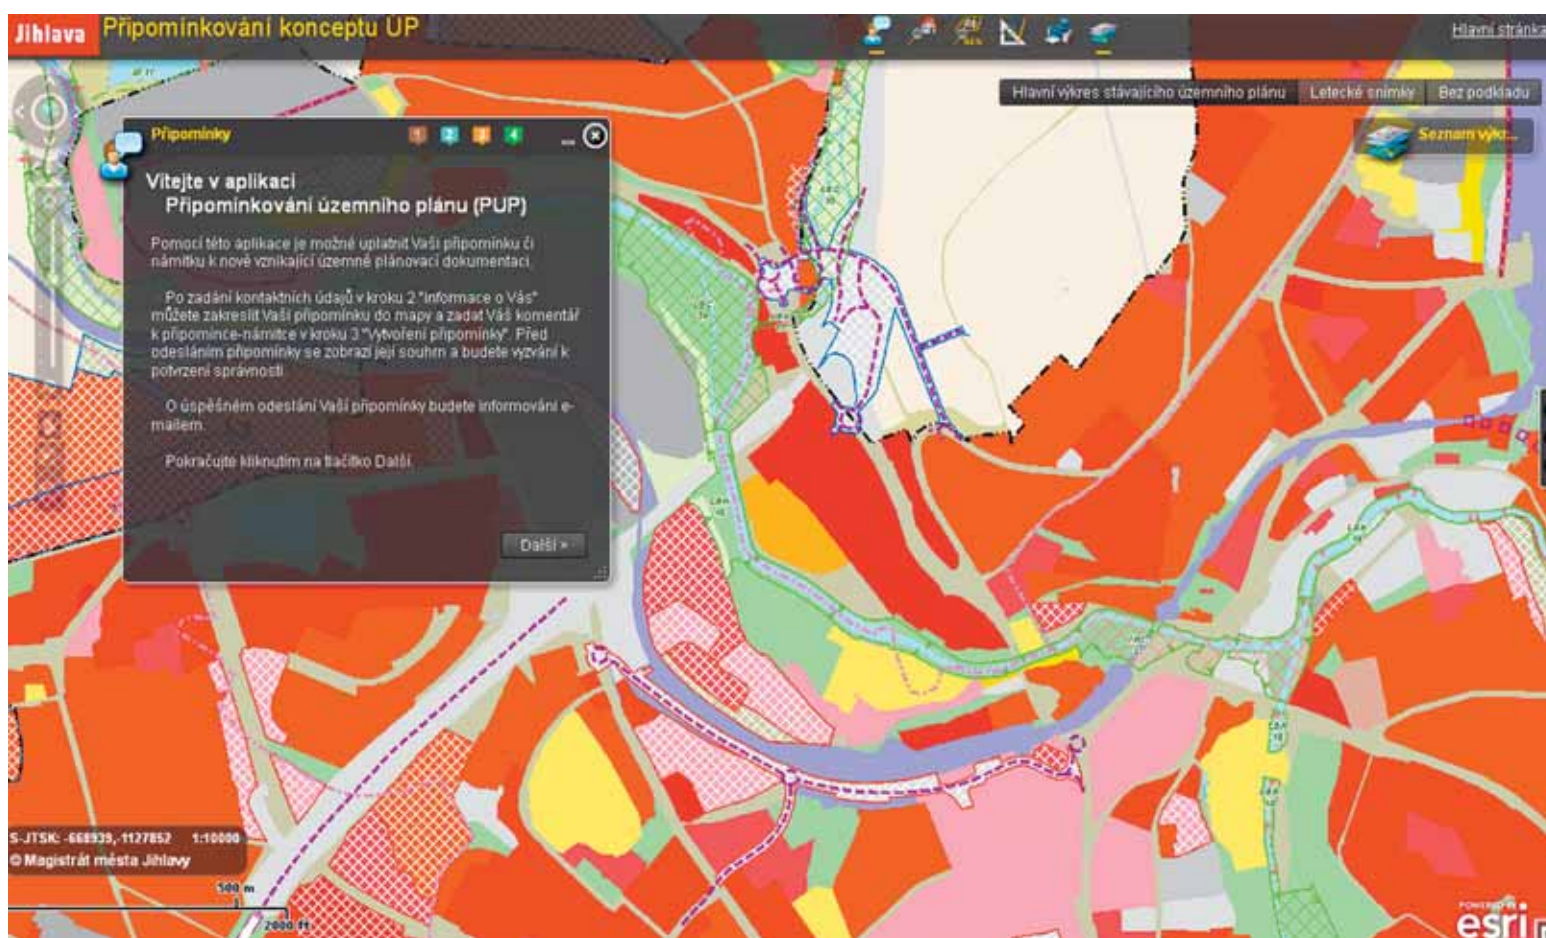 Jihlava
Připomínkování konceptu UP
Hlavní stránka
Hlavní výkres stávajícího územního plánu
Letecké snímky
Bez podkladu
Seznam výkr...
Připomínky
1
2
3
4
Vítejte v aplikaci
Připomínkování územního plánu (PUP)
Pomocí této aplikace je možné uplatnit Vaši připomínku či
námitku k nově vznikající územně plánovací dokumentaci.
Po zadání kontaktních údajů v kroku 2 "Informace o Vás"
můžete zakreslit Vaši připomínku do mapy a zadat Váš komentář
k připomínce-námitce v kroku 3 "Vytvoření připomínky". Před
odesláním připomínky se zobrazí její souhrn a budete vyzváni k
potvrzení správnosti.
O úspěšném odeslání Vaší připomínky budete informováni e-
mailem.
Pokračujte kliknutím na tlačítko Další.
Další »
S-JTSK: -668939,-1127852 1:10000
© Magistrát města Jihlavy
500 m
2000 ft
POWERED BY
esri